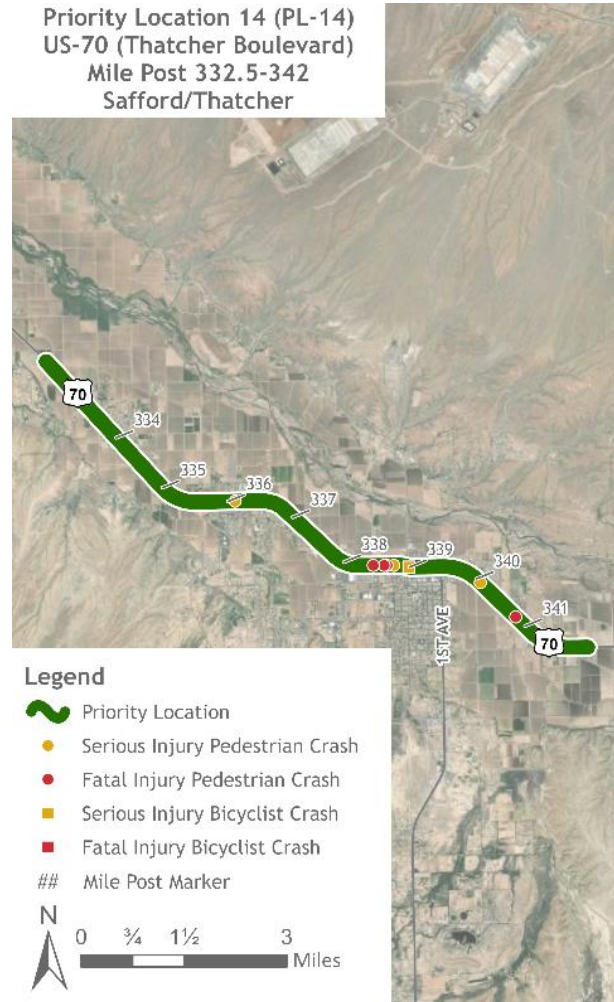 Priority Location 14 (PL-14)
US-70 (Thatcher Boulevard)
Mile Post 332.5-342
Safford/Thatcher
70
334
335
336
337
338
339
340
341
70
1ST AVE
Legend
Priority Location
Serious Injury Pedestrian Crash
Fatal Injury Pedestrian Crash
Serious Injury Bicyclist Crash
Fatal Injury Bicyclist Crash
## Mile Post Marker
N
0 ¾ 1½ 3
Miles